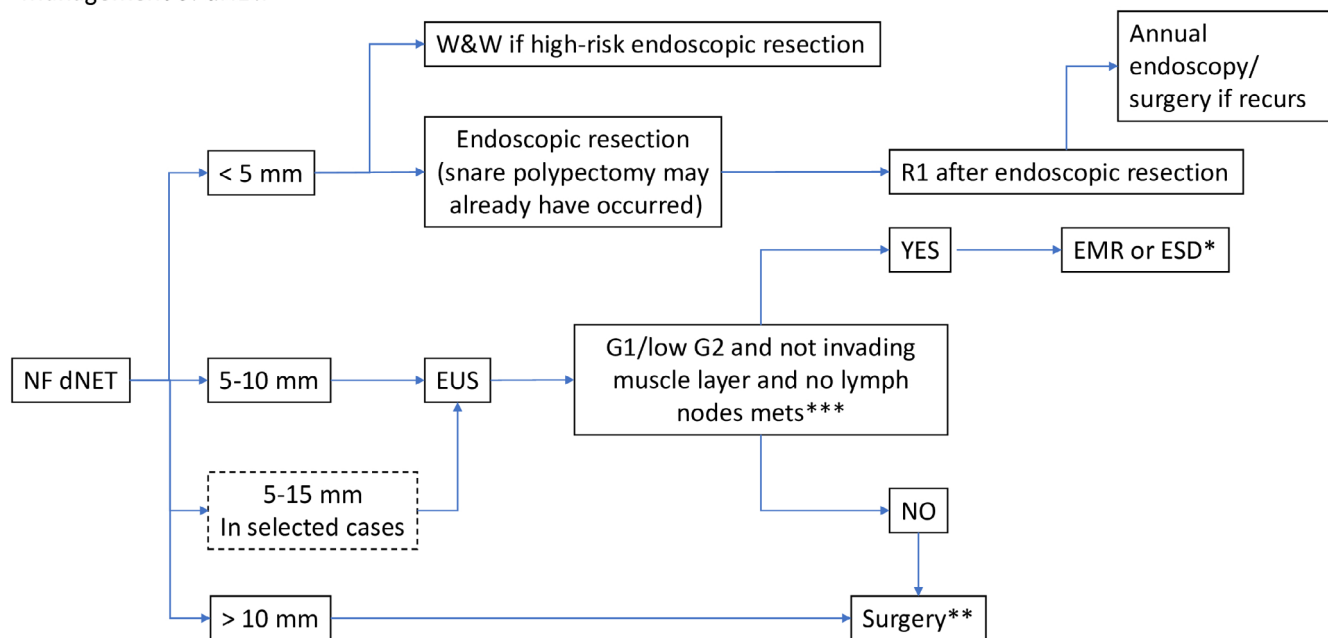 W&W if high-risk endoscopic resection
Annual
endoscopy/
surgery if recurs
Endoscopic resection
(snare polypectomy may
already have occurred)
< 5 mm
R1 after endoscopic resection
YES
EMR or ESD*
NF dNET
5-10 mm
EUS
G1/low G2 and not invading
muscle layer and no lymph
nodes mets***
5-15 mm
In selected cases
NO
> 10 mm
Surgery**